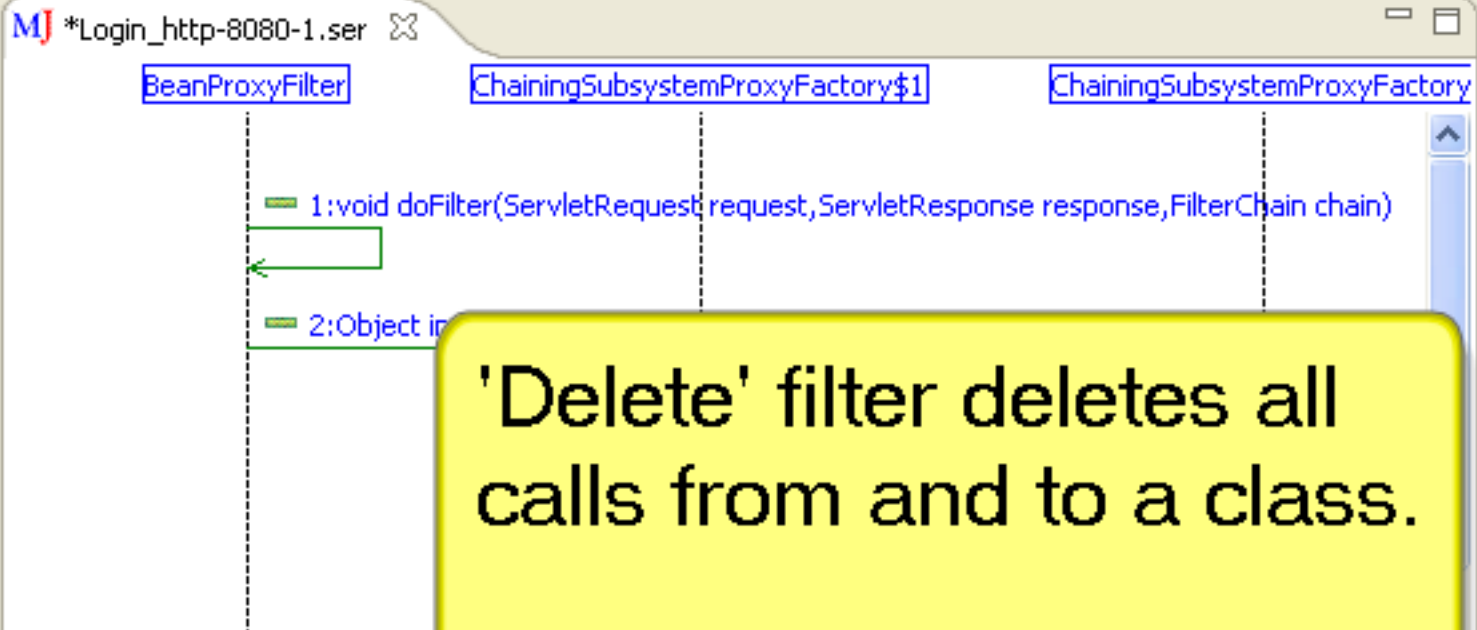 MJ *Login_http-8080-1.ser
BeanProxyFilter ChainingSubsystemProxyFactory$1 ChainingSubsystemProxyFactory
1:void doFilter(ServletRequest request,ServletResponse response,FilterChain chain)
2:Object
'Delete' filter deletes all
calls from and to a class.